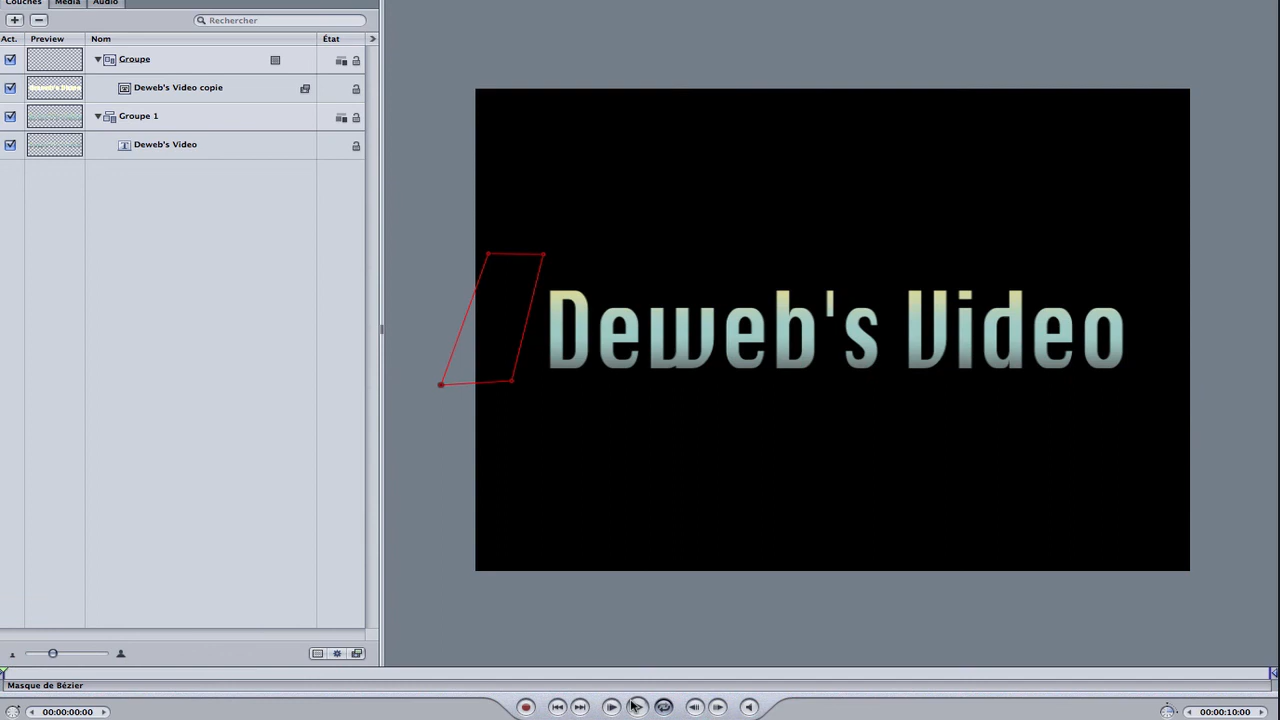 Couches Média Audio
Rechercher
Act. Preview Nom État
Groupe
Deweb's Video copie
Groupe 1
T Deweb's Video
Deweb's Video
Masque de Bézier
00:00:00:00 00:00:10:00